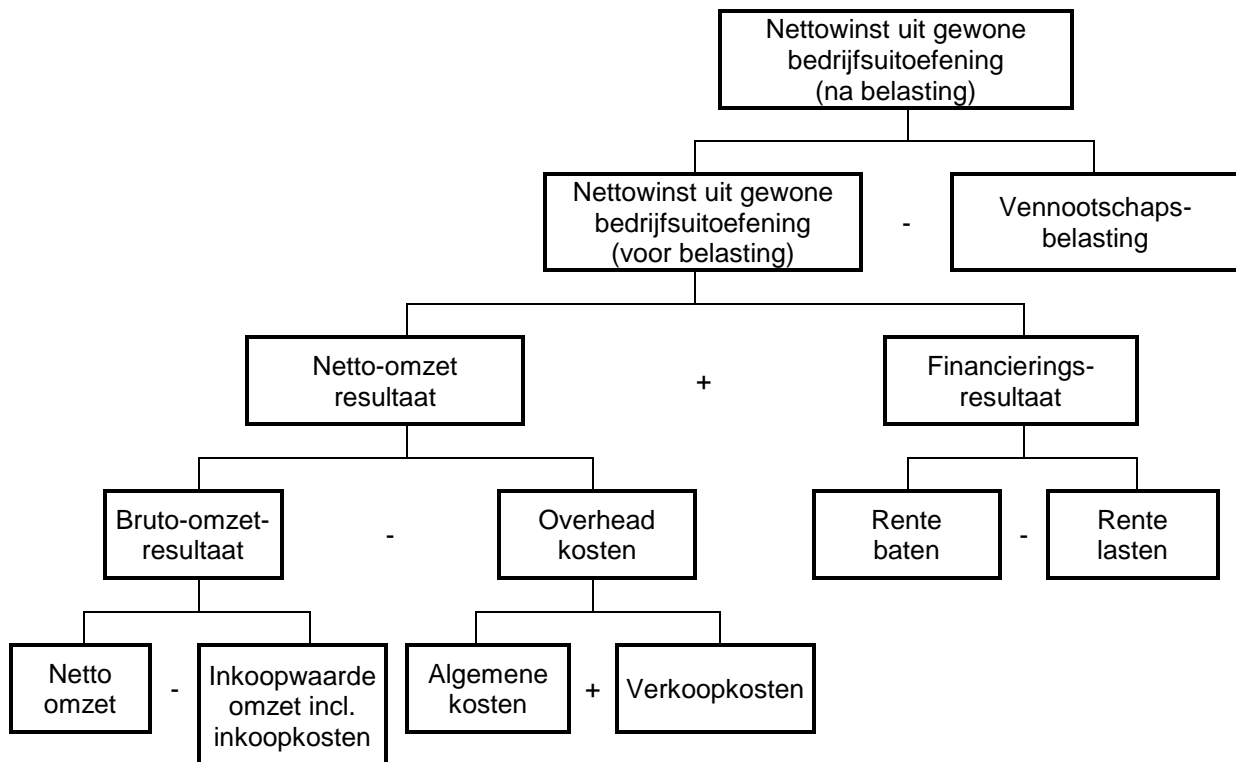 Nettowinst uit gewone
bedrijfsuitoefening
(na belasting)
Nettowinst uit gewone
bedrijfsuitoefening
(voor belasting)
-
Vennootschaps-
belasting
Netto-omzet
resultaat
+
Financierings-
resultaat
Bruto-omzet-
resultaat
-
Overhead
kosten
Rente
baten
-
Rente
lasten
Netto
omzet
-
Inkoopwaarde
omzet incl.
inkoopkosten
Algemene
kosten
+
Verkoopkosten